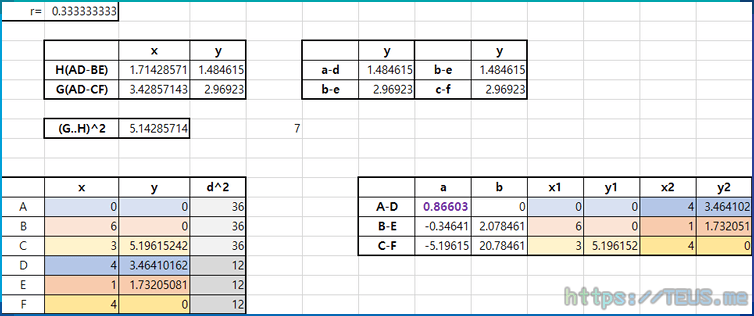 r= 0.333333333
x y y y
H(AD-BE) 1.71428571 1.484615 a-d 1.484615 b-e 1.484615
G(AD-CF) 3.42857143 2.96923 b-e 2.96923 c-f 2.96923
(G..H)^2 5.14285714 7
x y d^2 a b x1 y1 x2 y2
A 0 0 36 A-D 0.86603 0 0 0 4 3.464102
B 6 0 36 B-E -0.34641 2.078461 6 0 1 1.732051
C 3 5.19615242 36 C-F -5.19615 20.78461 3 5.196152 4 0
D 4 3.46410162 12
E 1 1.73205081 12
F 4 0 12
https://TEUS.me